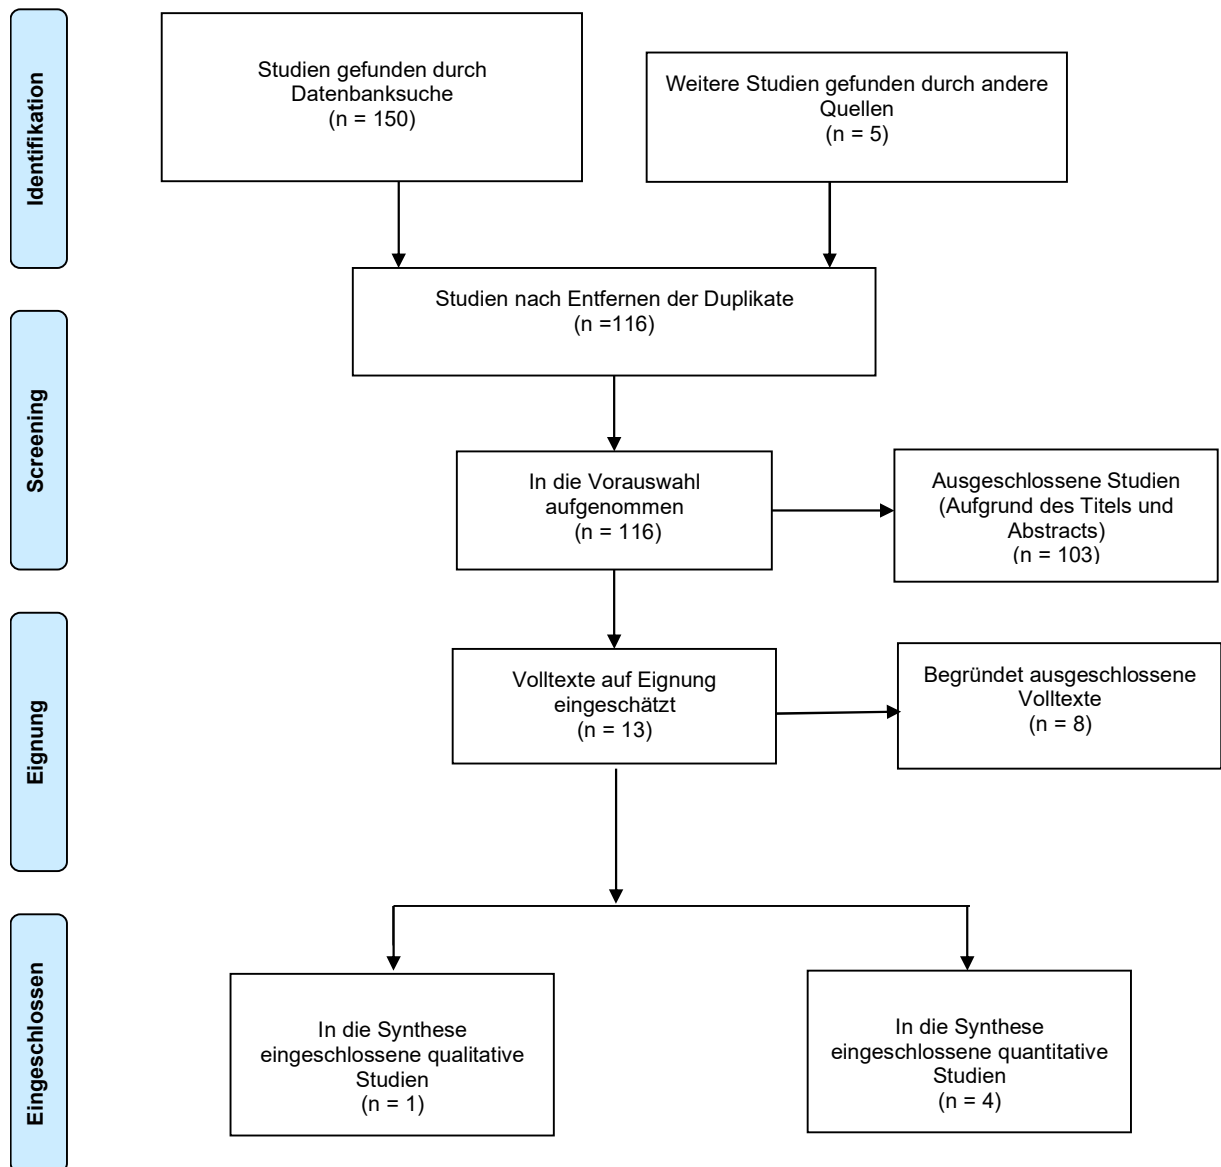 Identifikation
Studien gefunden durch
Datenbanksuche
(n = 150)
Weitere Studien gefunden durch andere
Quellen
(n = 5)
Studien nach Entfernen der Duplikate
(n =116)
Screening
In die Vorauswahl
aufgenommen
(n = 116)
Ausgeschlossene Studien
(Aufgrund des Titels und
Abstracts)
(n = 103)
Eignung
Volltexte auf Eignung
eingeschätzt
(n = 13)
Begründet ausgeschlossene
Volltexte
(n = 8)
Eingeschlossen
In die Synthese
eingeschlossene qualitative
Studien
(n = 1)
In die Synthese
eingeschlossene quantitative
Studien
(n = 4)